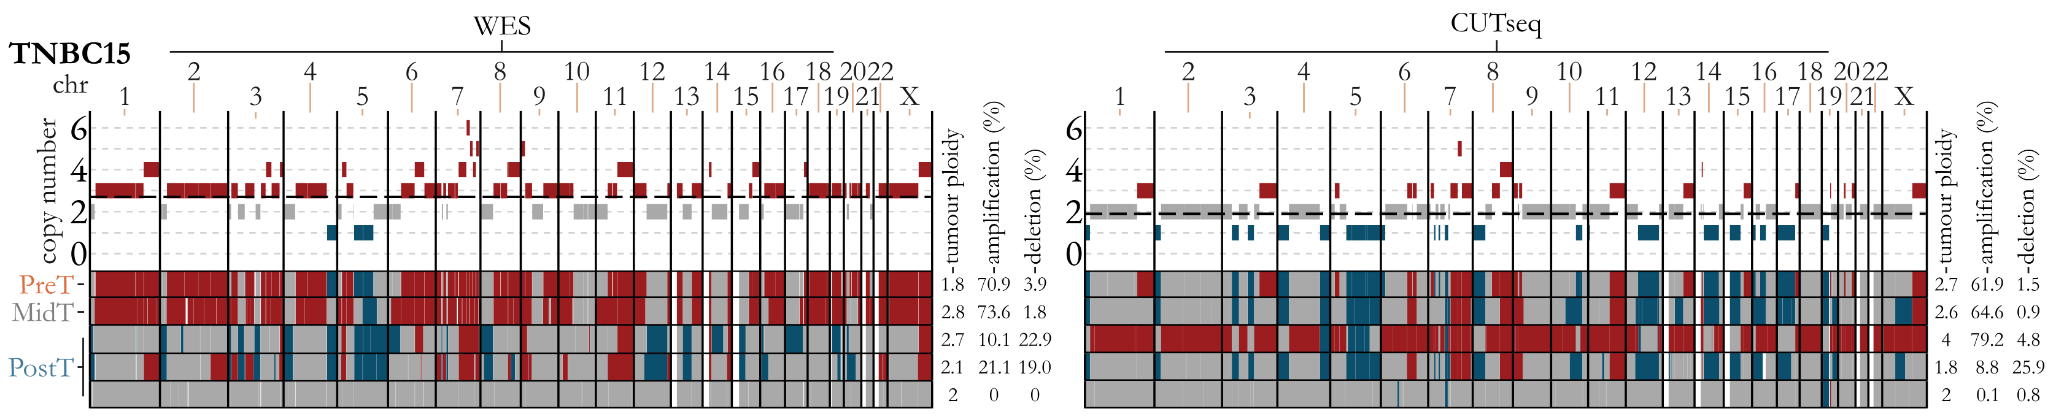 WES
CUTseq
TNBC15
chr
2 4 6 8 10 12 14 16 18 20 22
1 3 5 7 9 11 13 15 17 19 21 X
2 4 6 8 10 12 14 16 18 20 22
1 3 5 7 9 11 13 15 17 19 21 X
copy number
6
4
2
0
6
4
2
0
-tumour ploidy
-amplification (%)
-deletion (%)
-tumour ploidy
-amplification (%)
-deletion (%)
PreT- 1.8 70.9 3.9 2.7 61.9 1.5
MidT- 2.8 73.6 1.8 2.6 64.6 0.9
2.7 10.1 22.9 4 79.2 4.8
PostT 2.1 21.1 19.0 1.8 8.8 25.9
2 0 0 2 0.1 0.8